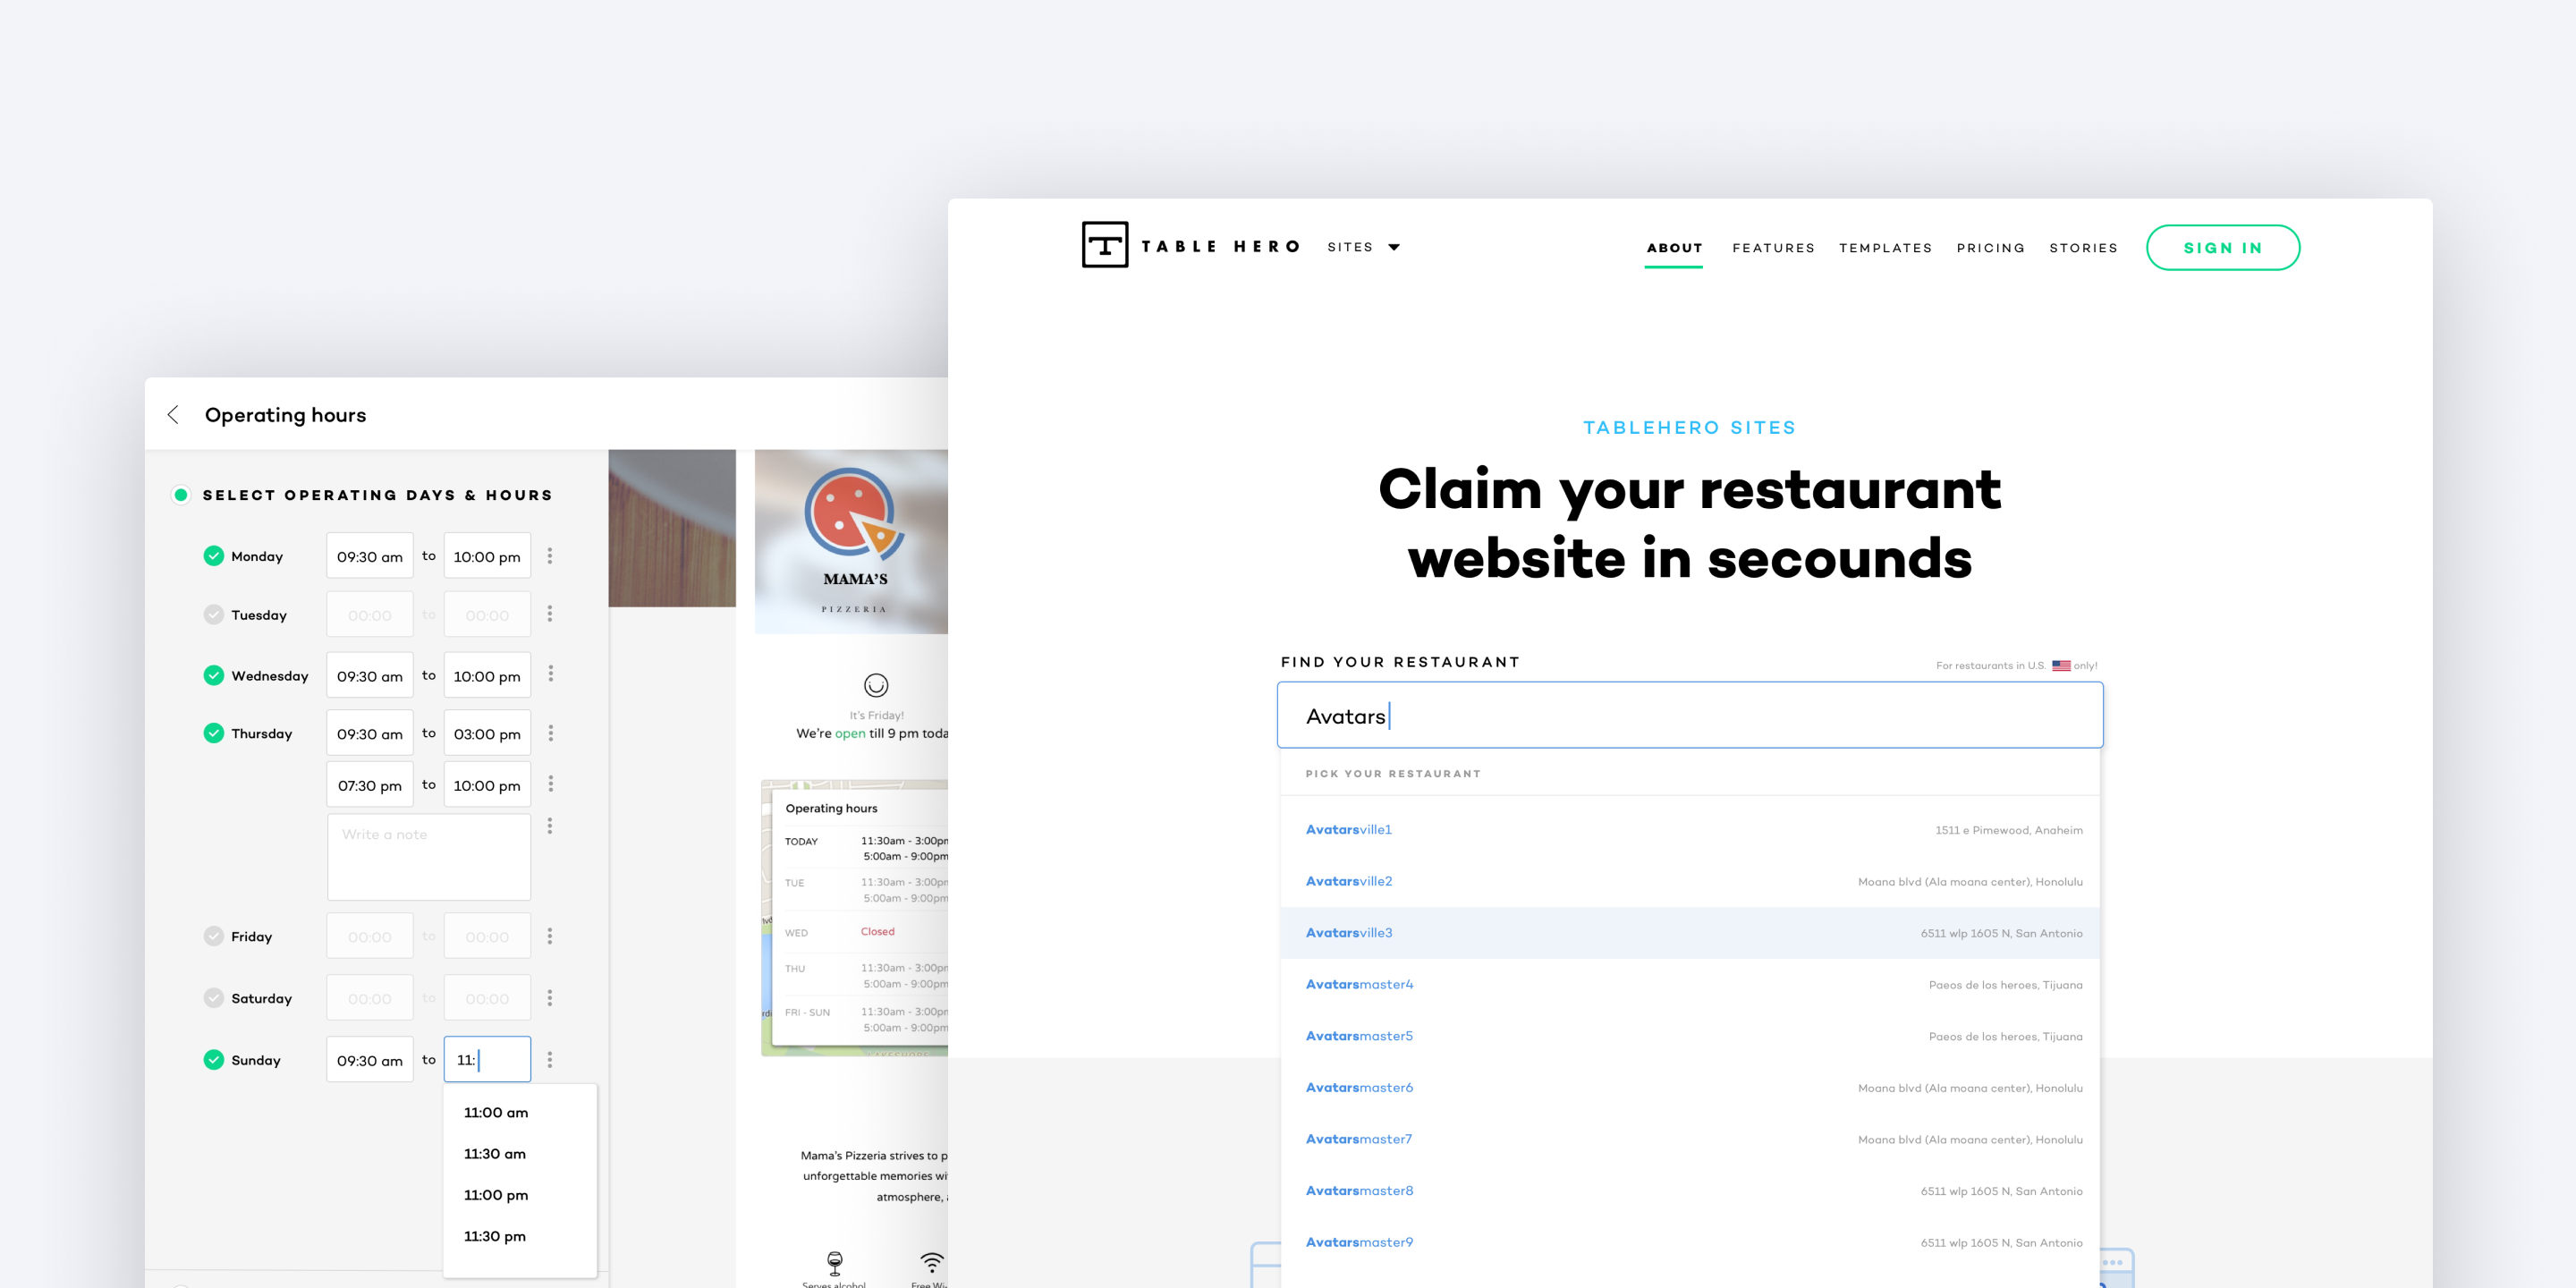 TABLE HERO
SITES
ABOUT FEATURES TEMPLATES PRICING STORIES SIGN IN
TABLEHERO SITES
Claim your restaurant
website in secounds
FIND YOUR RESTAURANT
For restaurants in U.S. only!
Avatars
PICK YOUR RESTAURANT
Avatarsville1 1511 e Pimewood, Anaheim
Avatarsville2 Moana blvd (Ala moana center), Honolulu
Avatarsville3 6511 wlp 1605 N, San Antonio
Avatarsmaster4 Paeos de los heroes, Tijuana
Avatarsmaster5 Paeos de los heroes, Tijuana
Avatarsmaster6 Moana blvd (Ala moana center), Honolulu
Avatarsmaster7 Moana blvd (Ala moana center), Honolulu
Avatarsmaster8 6511 wlp 1605 N, San Antonio
Avatarsmaster9 6511 wlp 1605 N, San Antonio
Operating hours
SELECT OPERATING DAYS & HOURS
Monday 09:30 am to 10:00 pm
Tuesday 00:00 to 00:00
Wednesday 09:30 am to 10:00 pm
Thursday 09:30 am to 03:00 pm
07:30 pm to 10:00 pm
Write a note
Friday 00:00 to 00:00
Saturday 00:00 to 00:00
Sunday 09:30 am to 11:
11:00 am
11:30 am
11:00 pm
11:30 pm
MAMA'S
PIZZERIA
It's Friday!
We're open till 9 pm toda
Operating hours
TODAY 11:30am - 3:00pm
5:00am - 9:00pm
TUE 11:30am - 3:00pm
5:00am - 9:00pm
WED Closed
THU 11:30am - 3:00pm
5:00am - 9:00pm
FRI - SUN 11:30am - 3:00pm
5:00am - 9:00pm
Mama's Pizzeria strives to p
unforgettable memories wi
atmosphere,
Serves alcohol Free Wi-